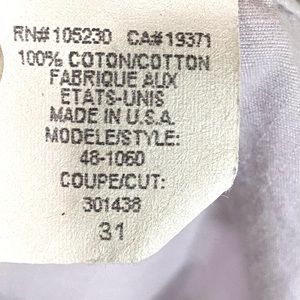 RN# 105230 CA# 19371
100% COTON/COTTON
FABRIQUE AUX
ETATS-UNIS
MADE IN U.S.A.
MODELE/STYLE:
48-1060
COUPE/CUT:
301438
31